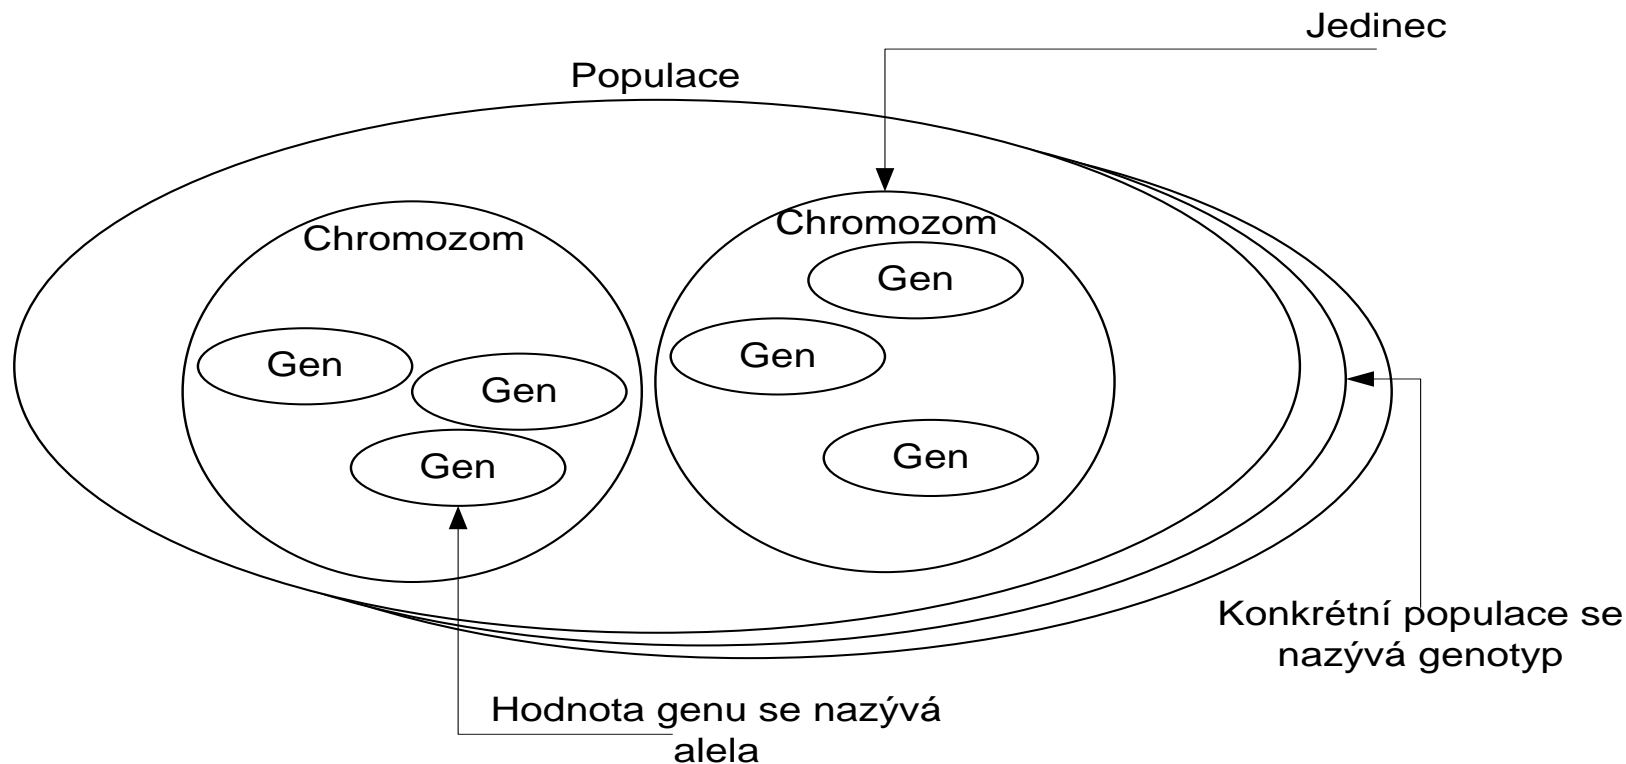 Jedinec
Populace
Chromozom
Chromozom
Gen
Gen
Gen
Gen
Gen
Gen
Konkrétní populace se
nazývá genotyp
Hodnota genu se nazývá
alela